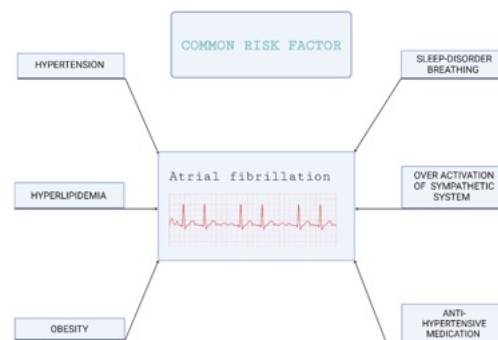 COMMON RISK FACTOR
HYPERTENSION
SLEEP-DISORDER
BREATHING
Atrial fibrillation
HYPERLIPIDEMIA
OVER ACTIVATION
OF SYMPATHETIC
SYSTEM
OBESITY
ANTI-
HYPERTENSIVE
MEDICATION